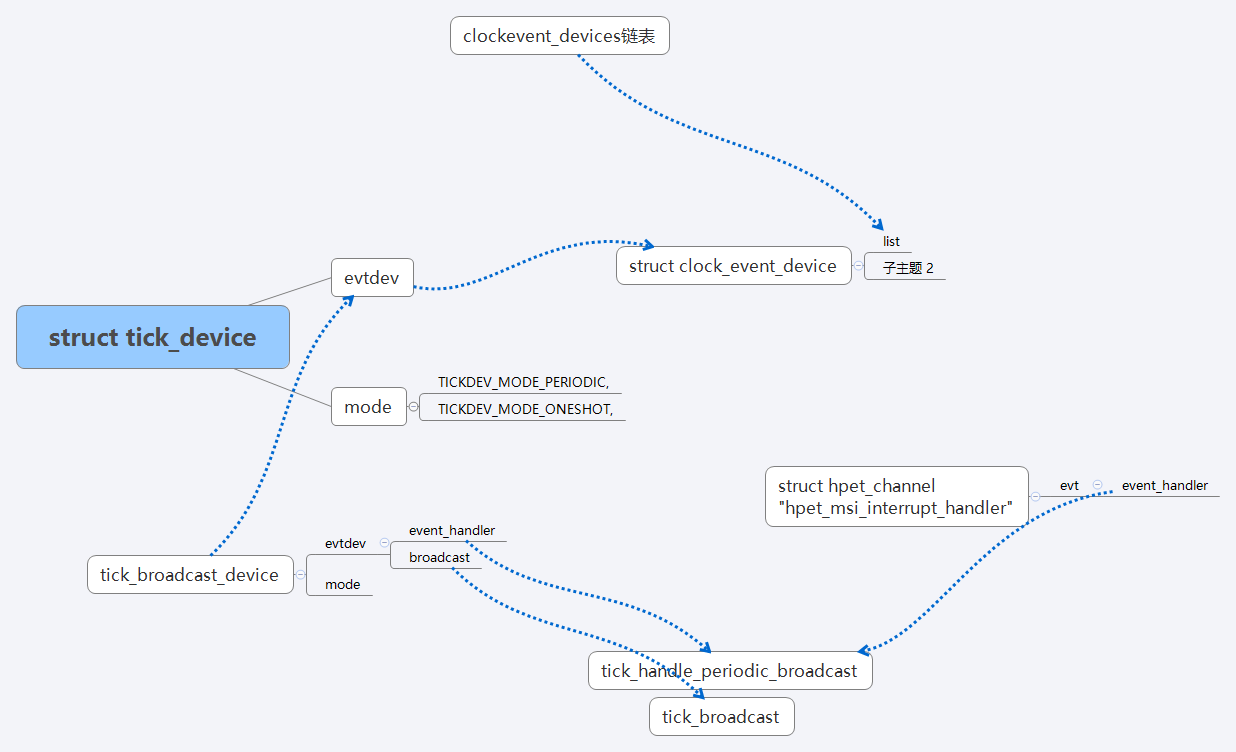 clockevent_devices链表
list
struct clock_event_device
子主题 2
evtdev
struct tick_device
mode
TICKDEV_MODE_PERIODIC,
TICKDEV_MODE_ONESHOT,
struct hpet_channel
"hpet_msi_interrupt_handler"
evt
event_handler
tick_broadcast_device
evtdev
event_handler
broadcast
mode
tick_handle_periodic_broadcast
tick_broadcast